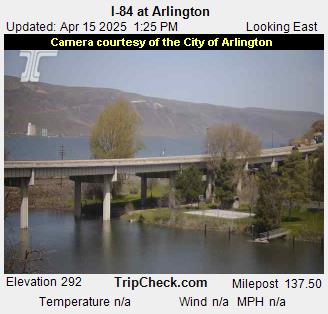 I-84 at Arlington
Updated: Apr 15 2025 1:25 PM Looking East
Camera courtesy of the City of Arlington
Elevation 292 TripCheck.com Milepost 137.50
Temperature n/a Wind n/a MPH n/a